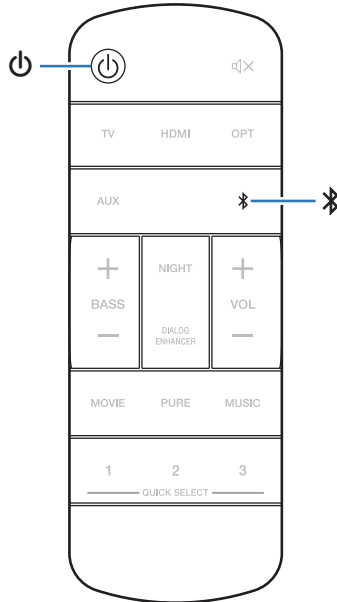 TV HDMI OPT
AUX
+ NIGHT +
BASS VOL
DIALOG
ENHANCER
— —
MOVIE PURE MUSIC
1 2 3
QUICK SELECT